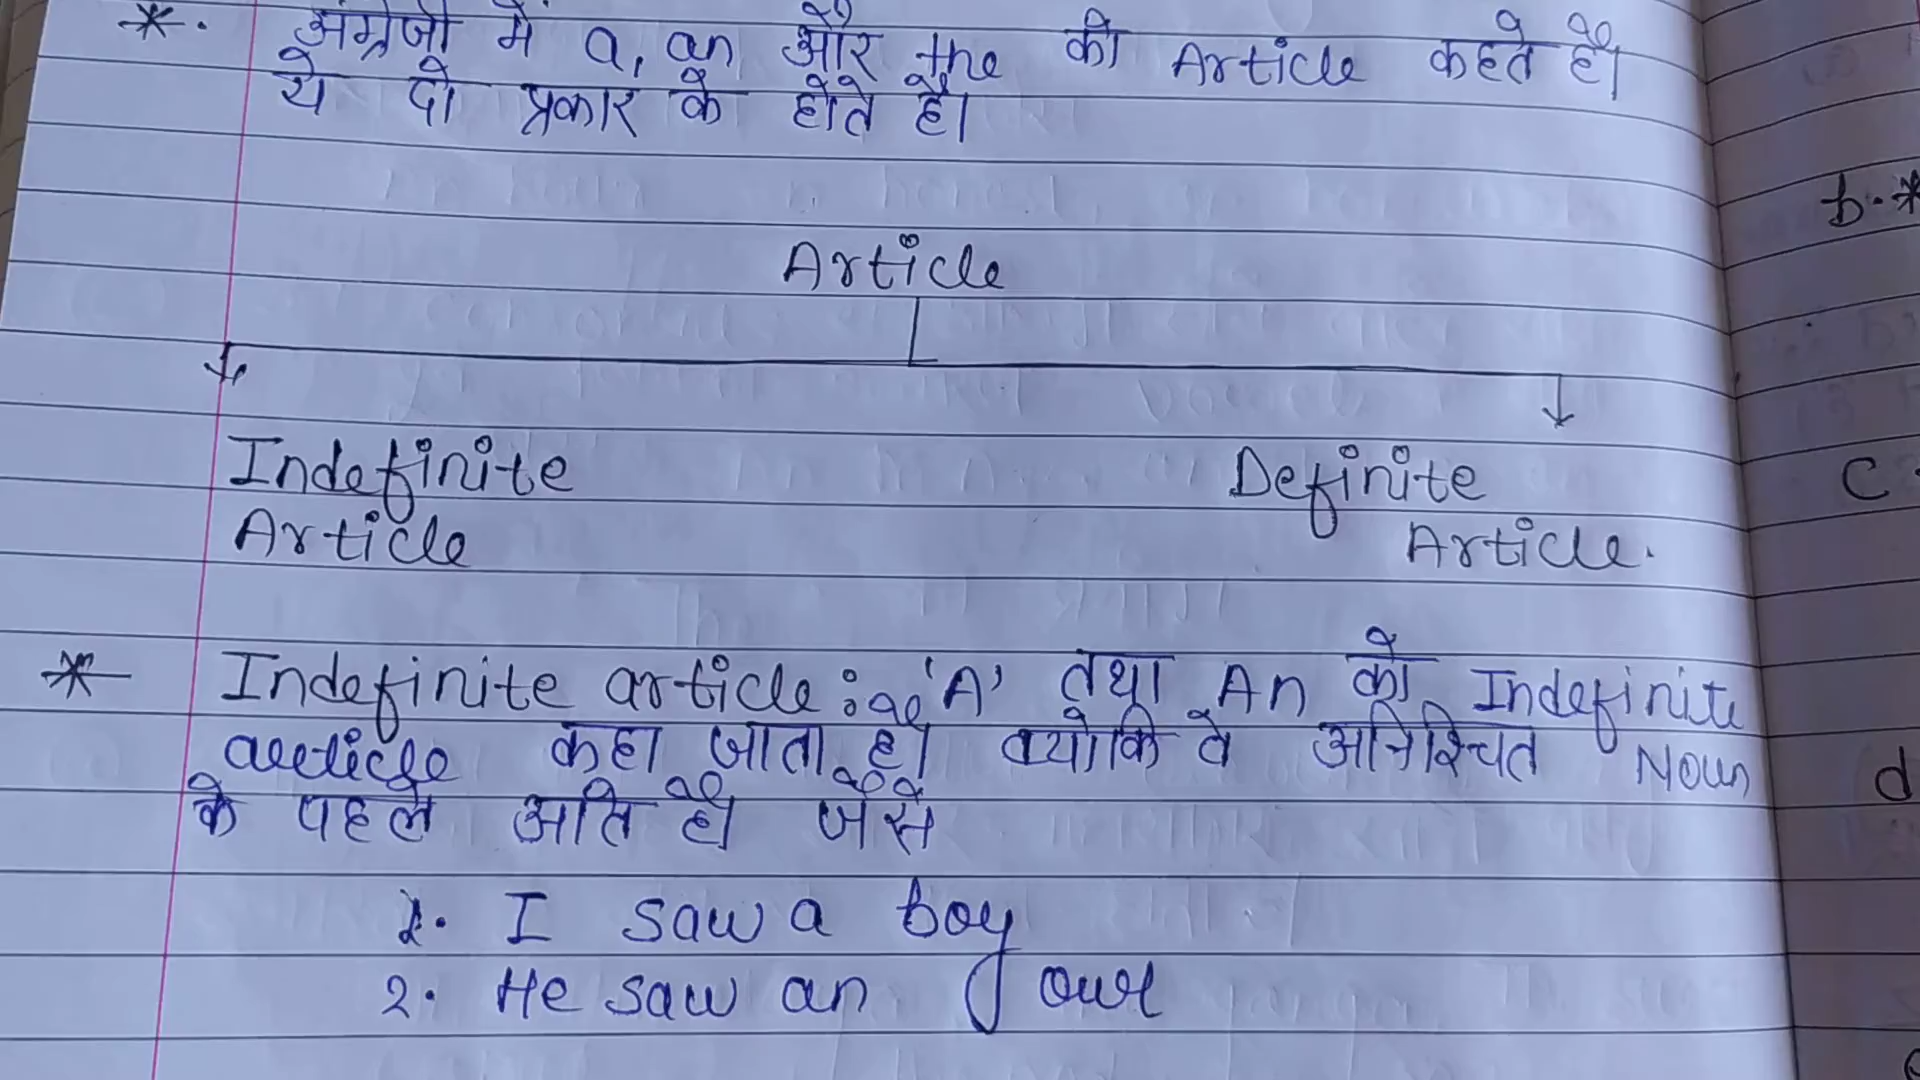 *. अंग्रेजी में a, an और the को Article कहते है।
ये दो प्रकार के होते है।
Article
Indefinite
Article
Definite
Article.
* Indefinite article :- 'A' तथा An को Indefinite
article कहा जाता है। क्योकि वे अनिश्चित Noun
के पहले आते है। जैसे
1. I saw a boy
2. He saw an owl
b.*
C
d